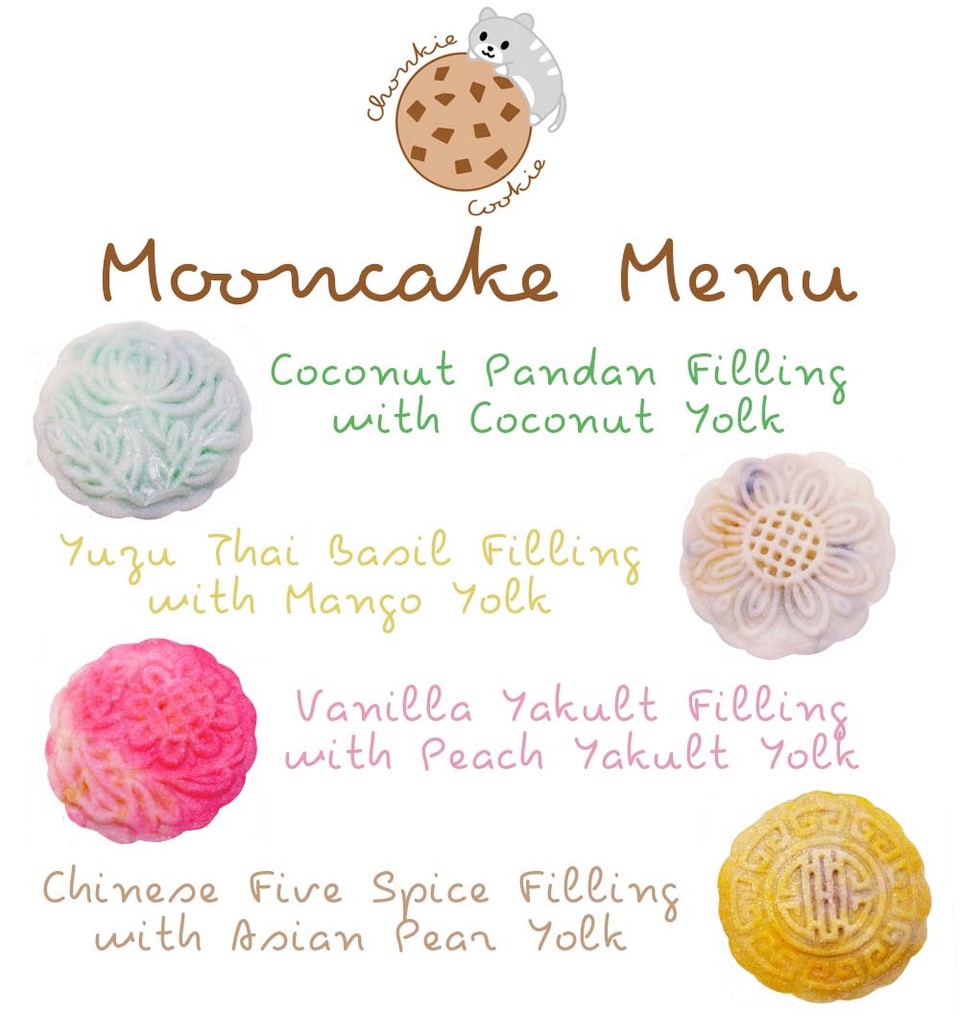 Chonkie
Cookie
Mooncake Menu
Coconut Pandan Filling
with Coconut Yolk
Yuzu Thai Basil Filling
with Mango Yolk
Vanilla Yakult Filling
with Peach Yakult Yolk
Chinese Five Spice Filling
with Asian Pear Yolk